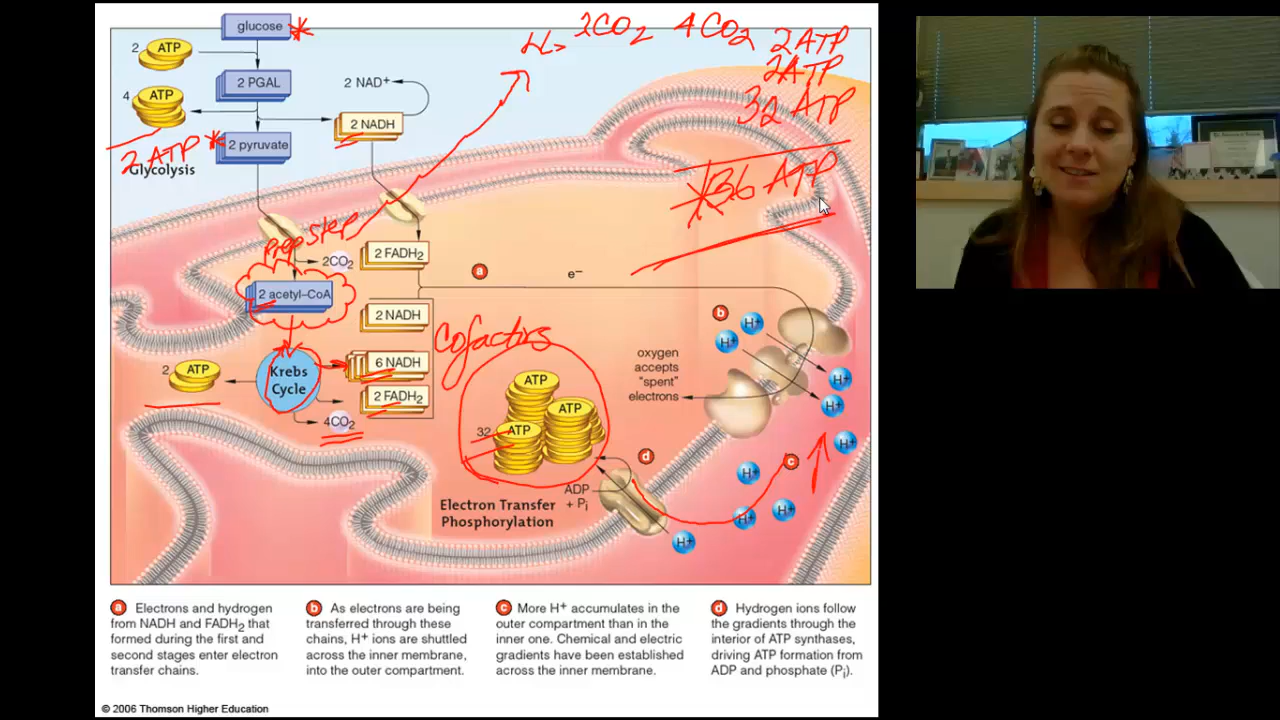 glucose *
2CO2 4CO2
2 ATP
2 ATP
32 ATP
*36 ATP
2 ATP
2 PGAL
2 NAD+
4 ATP
2 NADH
2 ATP *
2 pyruvate
Glycolysis
Prep step
2CO2
2 FADH2
a
e–
2 acetyl–CoA
2 NADH
b
H+
H+
Cofactors
2 ATP
Krebs
Cycle
6 NADH
2 FADH2
4CO2
oxygen
accepts
"spent"
electrons
H+
H+
H+
ATP
ATP
32 ATP
d
c
H+
H+
H+
H+
ADP
+ Pi
Electron Transfer
Phosphorylation
a Electrons and hydrogen
from NADH and FADH2 that
formed during the first and
second stages enter electron
transfer chains.
b As electrons are being
transferred through these
chains, H+ ions are shuttled
across the inner membrane,
into the outer compartment.
c More H+ accumulates in the
outer compartment than in the
inner one. Chemical and electric
gradients have been established
across the inner membrane.
d Hydrogen ions follow
the gradients through the
interior of ATP synthases,
driving ATP formation from
ADP and phosphate (Pi).
© 2006 Thomson Higher Education